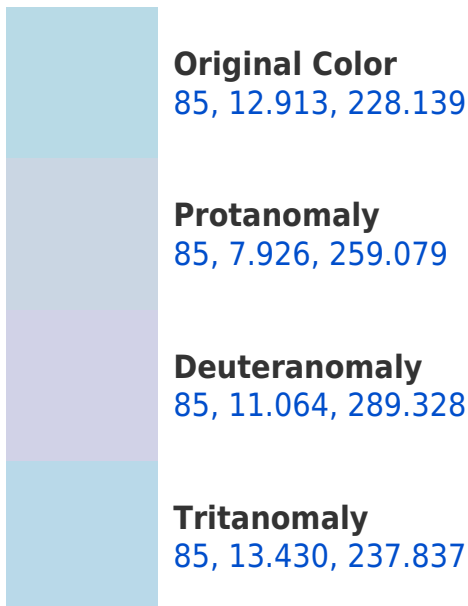 Original Color
85, 12.913, 228.139
Protanomaly
85, 7.926, 259.079
Deuteranomaly
85, 11.064, 289.328
Tritanomaly
85, 13.430, 237.837